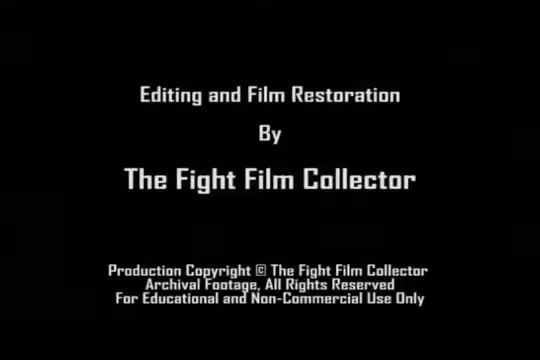 Editing and Film Restoration
By
The Fight Film Collector
Production Copyright © The Fight Film Collector
Archival Footage, All Rights Reserved
For Educational and Non-Commercial Use Only